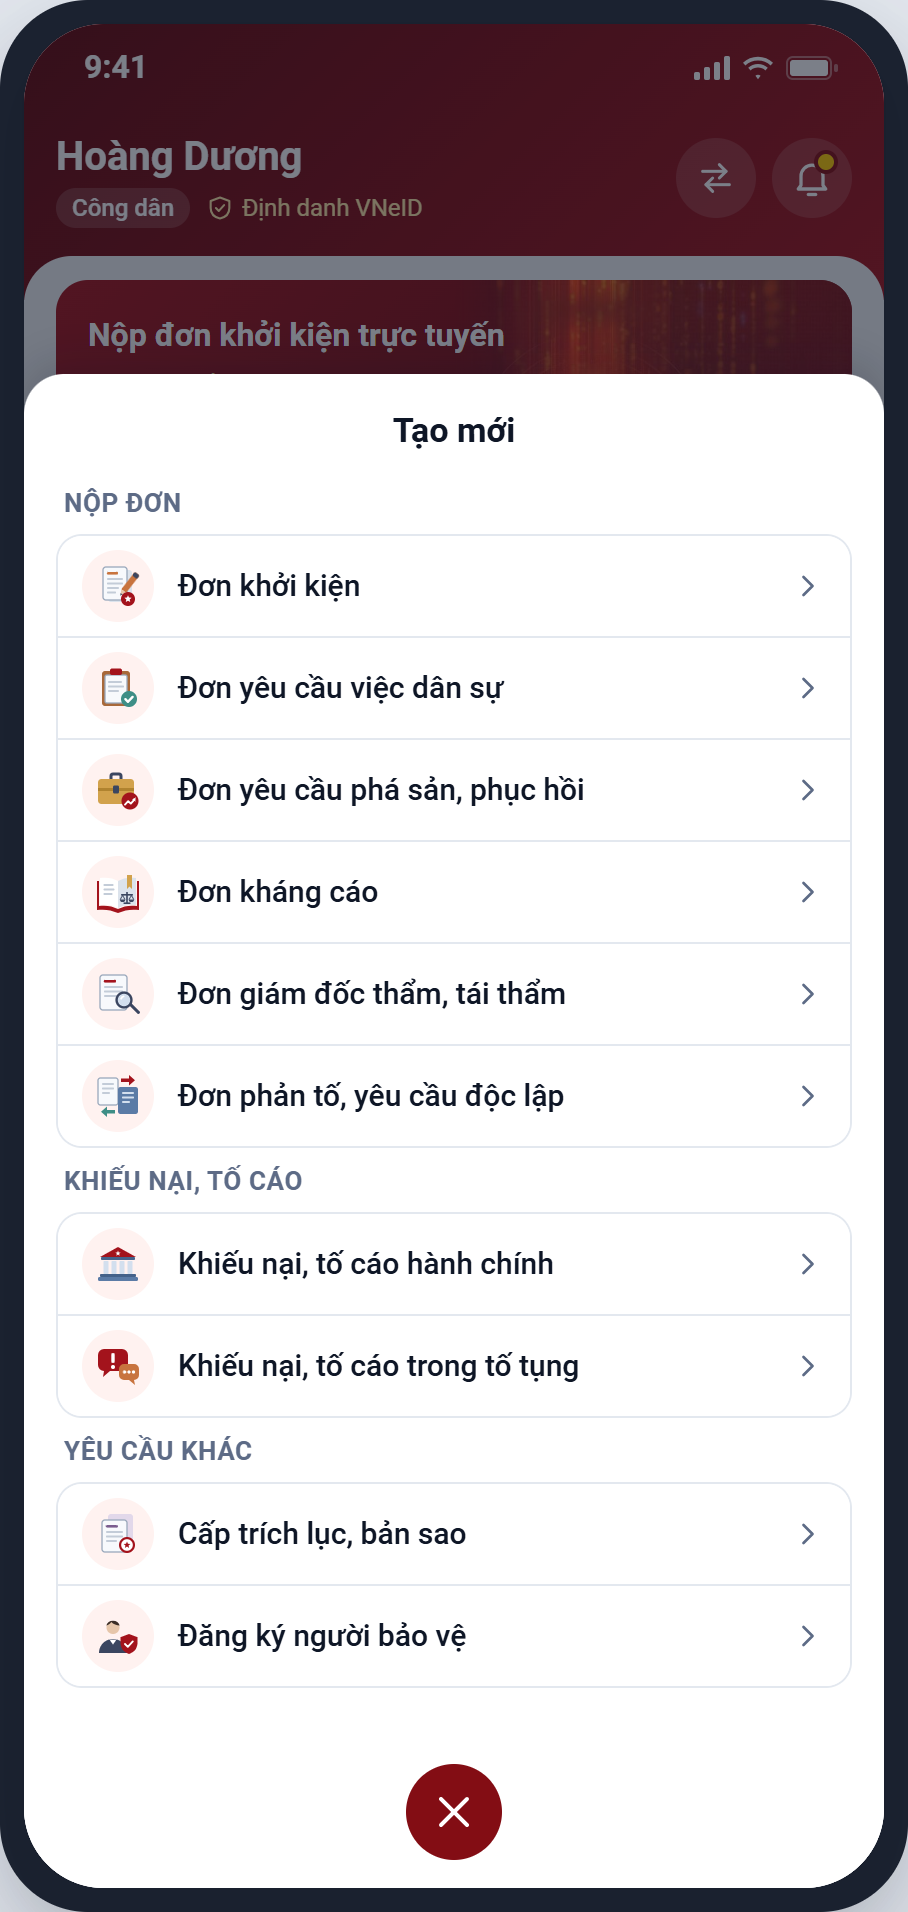 9:41
Hoàng Dương
Công dân
Định danh VNeID
Nộp đơn khởi kiện trực tuyến
Tạo mới
NỘP ĐƠN
Đơn khởi kiện
Đơn yêu cầu việc dân sự
Đơn yêu cầu phá sản, phục hồi
Đơn kháng cáo
Đơn giám đốc thẩm, tái thẩm
Đơn phản tố, yêu cầu độc lập
KHIẾU NẠI, TỐ CÁO
Khiếu nại, tố cáo hành chính
Khiếu nại, tố cáo trong tố tụng
YÊU CẦU KHÁC
Cấp trích lục, bản sao
Đăng ký người bảo vệ